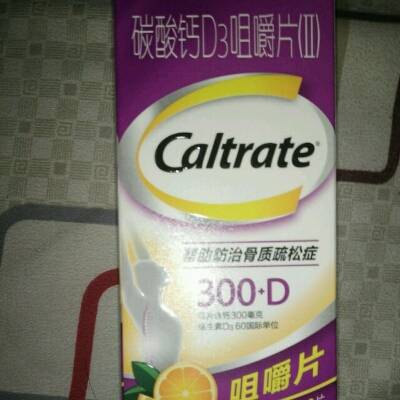 碳酸钙D3咀嚼片(Ⅱ)
Caltrate®
帮助防治骨质疏松症
300+D
每片含钙300毫克
维生素D3 60国际单位
咀嚼片
片